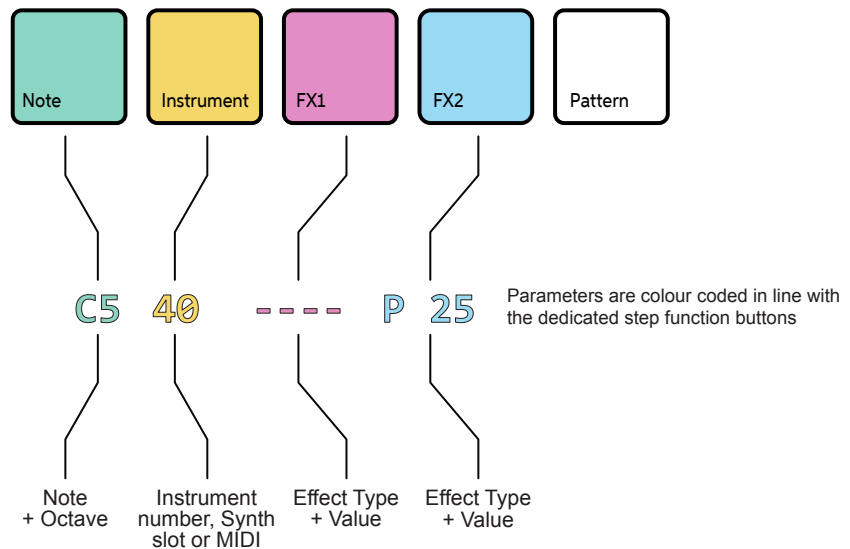 Note Instrument FX1 FX2 Pattern
C5 40 ---- P 25
Parameters are colour coded in line with
the dedicated step function buttons
Note
+ Octave
Instrument
number, Synth
slot or MIDI
Effect Type
+ Value
Effect Type
+ Value